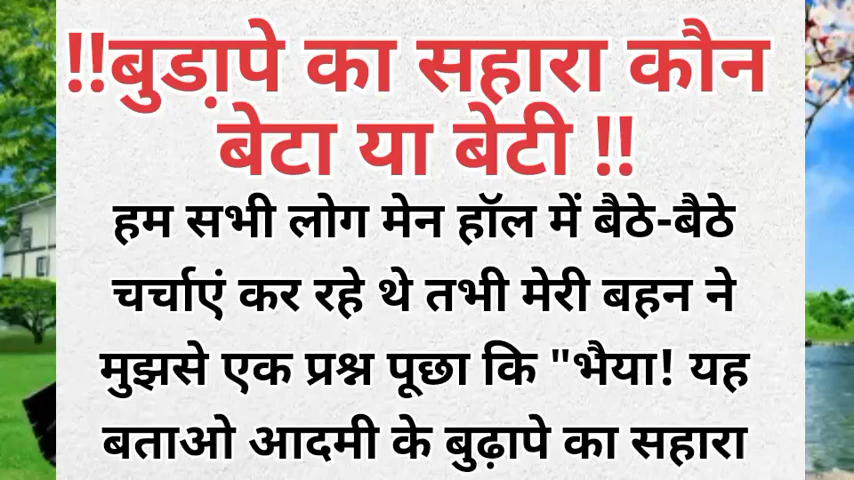 !!बुडा़पे का सहारा कौन
बेटा या बेटी !!
हम सभी लोग मेन हॉल में बैठे-बैठे
चर्चाएं कर रहे थे तभी मेरी बहन ने
मुझसे एक प्रश्न पूछा कि "भैया! यह
बताओ आदमी के बुढ़ापे का सहारा